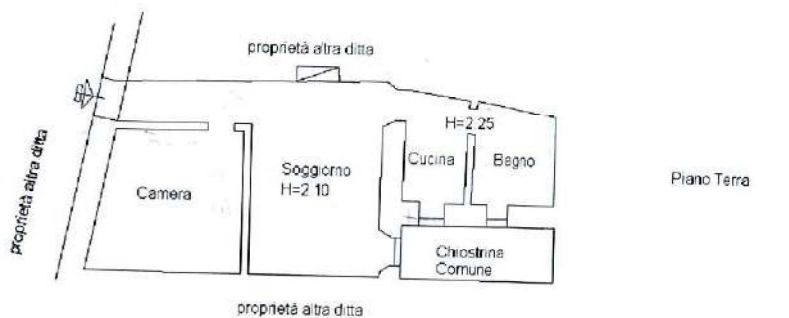 proprietà altra ditta
proprietà altra ditta
H=2 25
Cucina
Bagno
Soggiorno
H=2 10
Camera
Piano Terra
Chiostrina
Comune
proprietà altra ditta